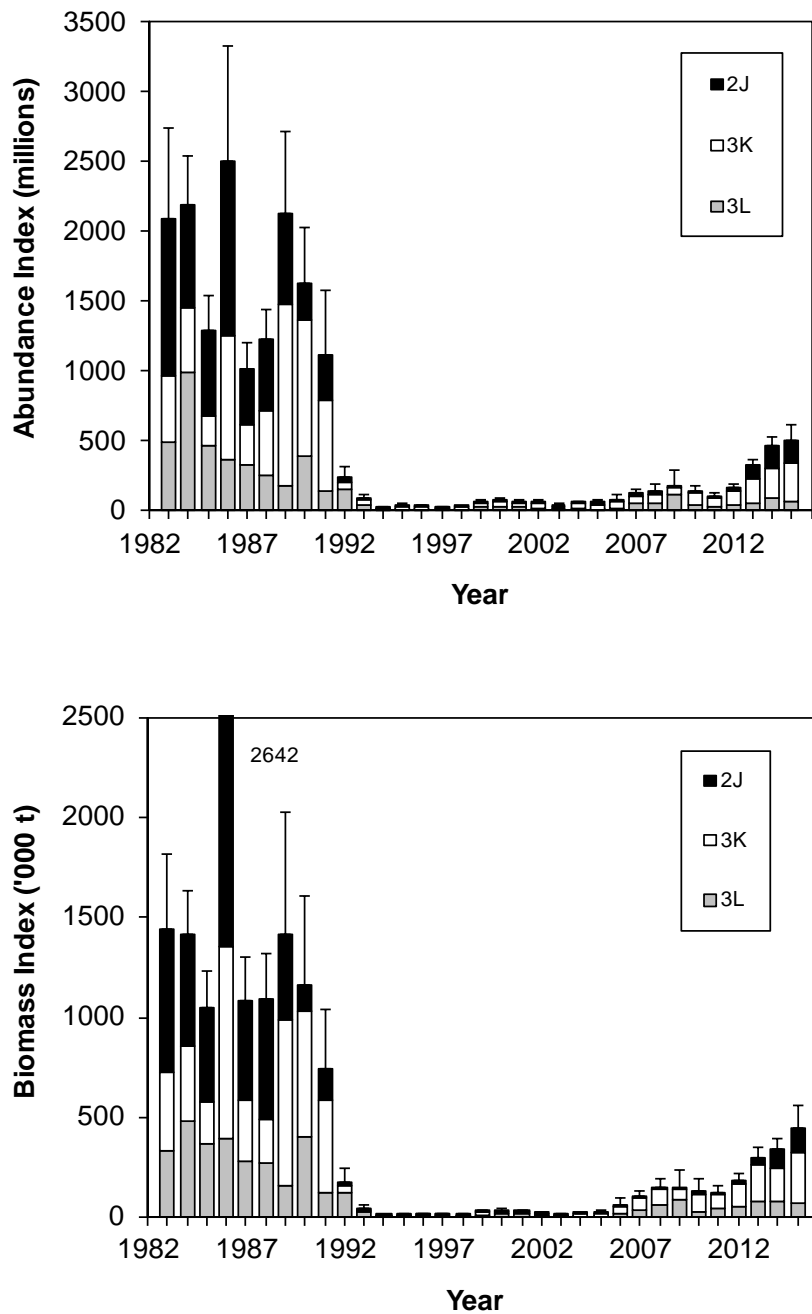 Abundance Index (millions)
3500
3000
2500
2000
1500
1000
500
0
2J
3K
3L
1982 1987 1992 1997 2002 2007 2012
Year
Biomass Index ('000 t)
2500
2000
1500
1000
500
0
2642
2J
3K
3L
1982 1987 1992 1997 2002 2007 2012
Year